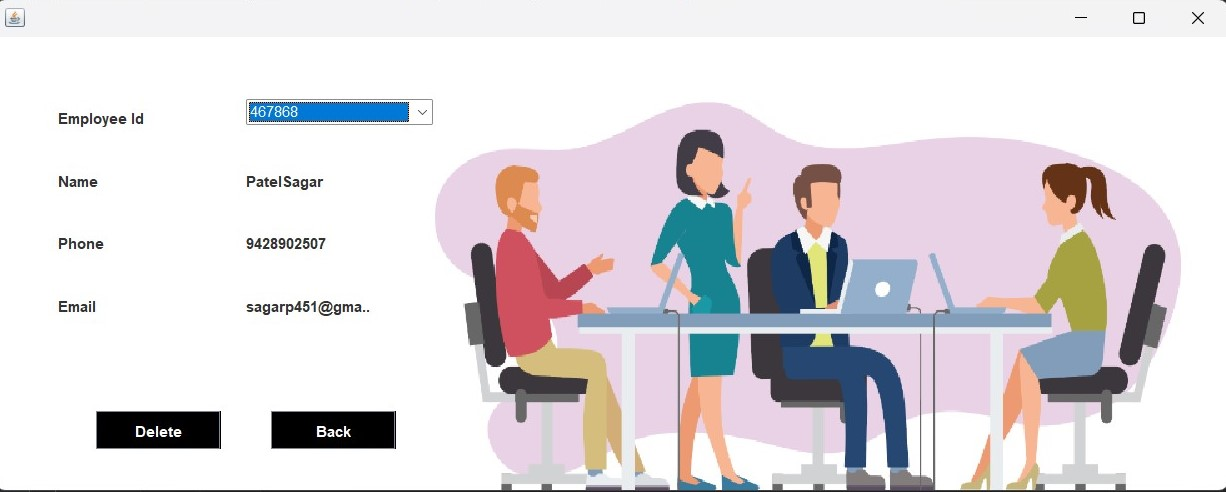 Employee Id 467868
Name PatelSagar
Phone 9428902507
Email sagarp451@gma..
Delete Back